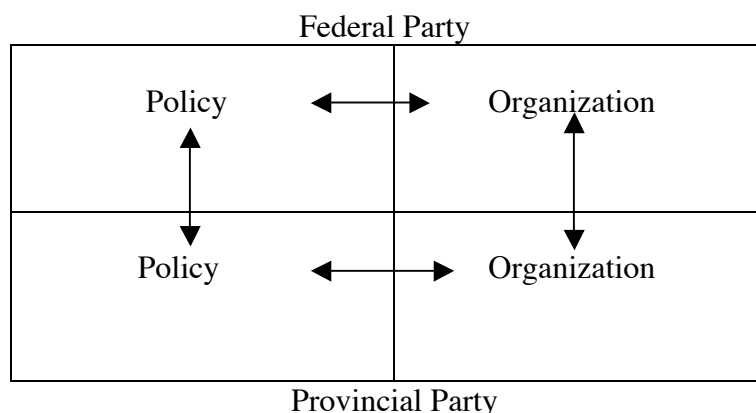 Federal Party
Policy Organization
Policy Organization
Provincial Party